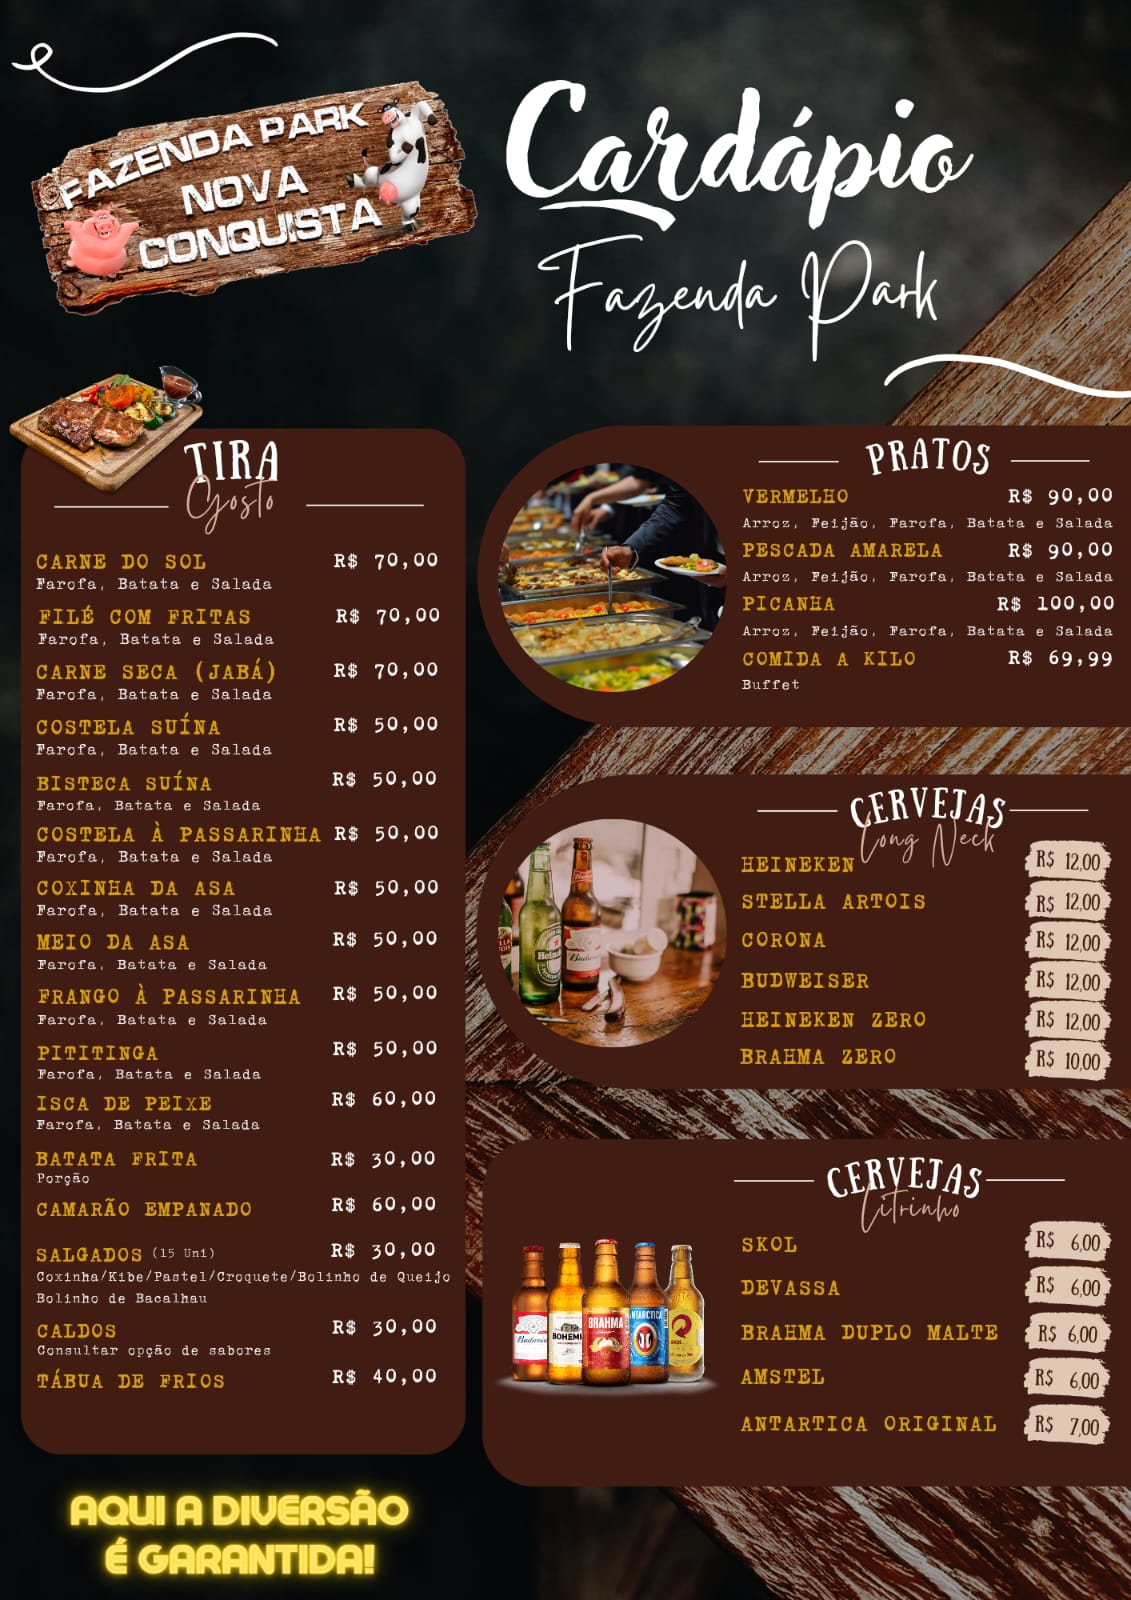 FAZENDA PARK
NOVA
CONQUISTA
Cardápio
Fazenda Park
TIRA
Gosto
CARNE DO SOL R$ 70,00
Farofa, Batata e Salada
FILÉ COM FRITAS R$ 70,00
Farofa, Batata e Salada
CARNE SECA (JABÁ) R$ 70,00
Farofa, Batata e Salada
COSTELA SUÍNA R$ 50,00
Farofa, Batata e Salada
BISTECA SUÍNA R$ 50,00
Farofa, Batata e Salada
COSTELA À PASSARINHA R$ 50,00
Farofa, Batata e Salada
COXINHA DA ASA R$ 50,00
Farofa, Batata e Salada
MEIO DA ASA R$ 50,00
Farofa, Batata e Salada
FRANGO À PASSARINHA R$ 50,00
Farofa, Batata e Salada
PITITINGA R$ 50,00
Farofa, Batata e Salada
ISCA DE PEIXE R$ 60,00
Farofa, Batata e Salada
BATATA FRITA R$ 30,00
Porção
CAMARÃO EMPANADO R$ 60,00
SALGADOS (15 Uni) R$ 30,00
Coxinha/Kibe/Pastel/Croquete/Bolinho de Queijo
Bolinho de Bacalhau
CALDOS R$ 30,00
Consultar opção de sabores
TÁBUA DE FRIOS R$ 40,00
AQUI A DIVERSÃO
É GARANTIDA!
PRATOS
VERMELHO R$ 90,00
Arroz, Feijão, Farofa, Batata e Salada
PESCADA AMARELA R$ 90,00
Arroz, Feijão, Farofa, Batata e Salada
PICANHA R$ 100,00
Arroz, Feijão, Farofa, Batata e Salada
COMIDA A KILO R$ 69,99
Buffet
CERVEJAS
Long Neck
HEINEKEN R$ 12,00
STELLA ARTOIS R$ 12,00
CORONA R$ 12,00
BUDWEISER R$ 12,00
HEINEKEN ZERO R$ 12,00
BRAHMA ZERO R$ 10,00
CERVEJAS
Litrinho
SKOL R$ 6,00
DEVASSA R$ 6,00
BRAHMA DUPLO MALTE R$ 6,00
AMSTEL R$ 6,00
ANTARTICA ORIGINAL R$ 7,00
BRAHMA